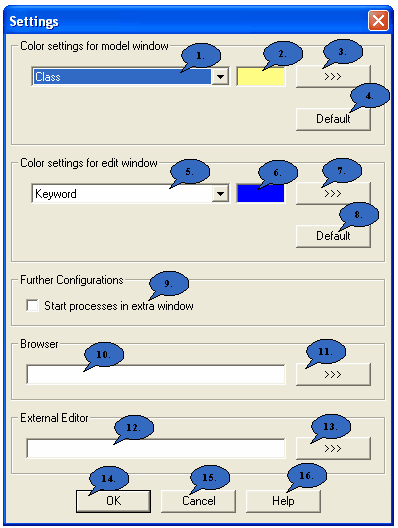 Settings
Color settings for model window
1.
2.
3.
Class
>>>
4.
Default
Color settings for edit window
5.
6.
7.
Keyword
>>>
8.
Default
Further Configurations
9.
Start processes in extra window
Browser
10.
11.
>>>
External Editor
12.
13.
>>>
14.
15.
16.
OK
Cancel
Help